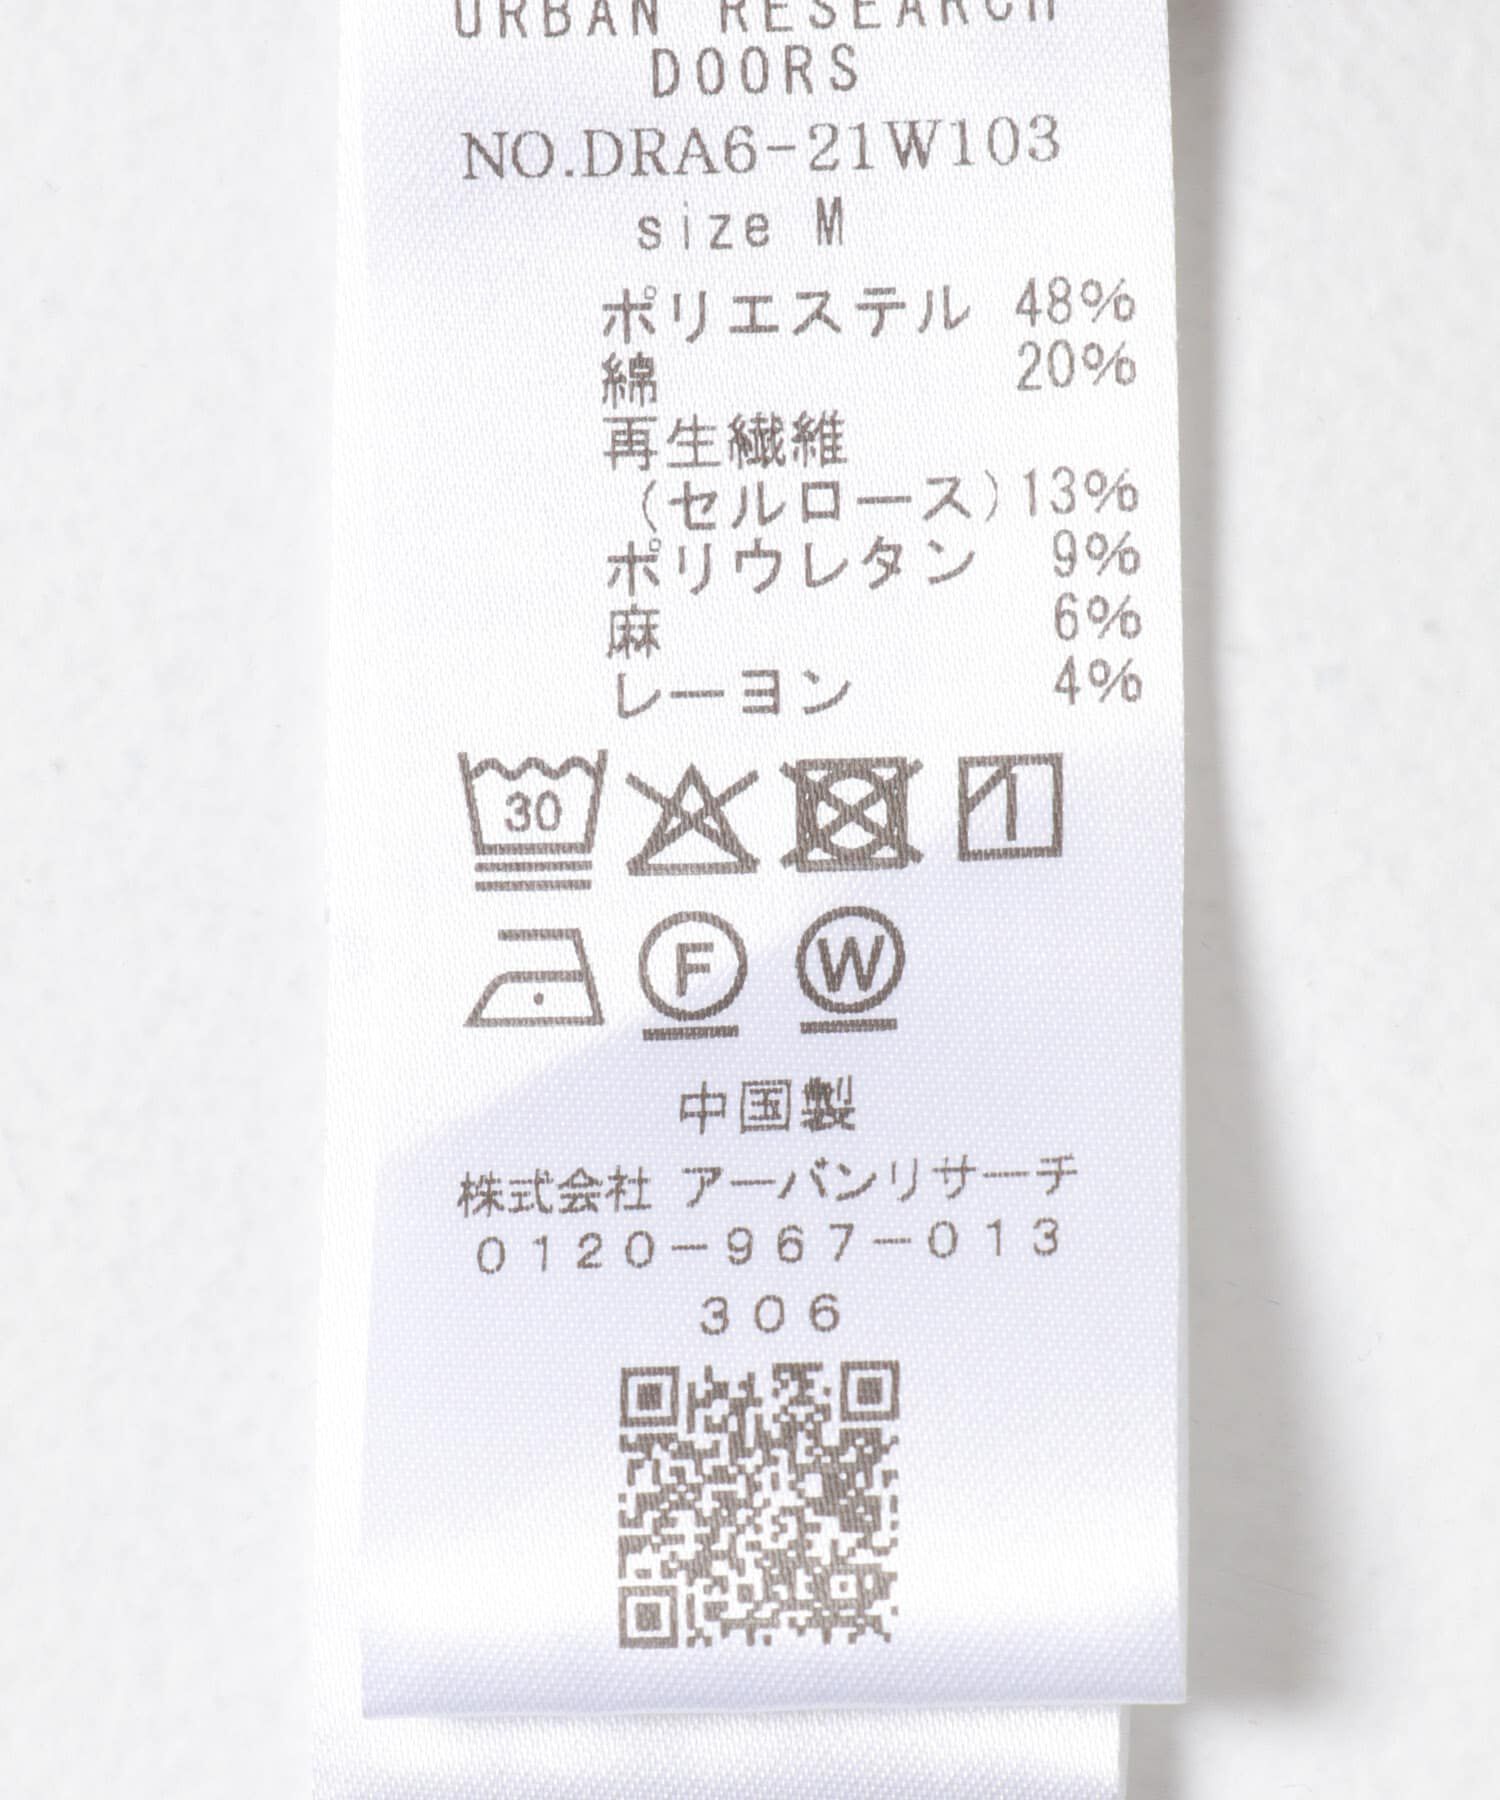 URBAN RESEARCH
DOORS
NO.DRA6-21W103
size M
ポリエステル 48%
綿 20%
再生繊維
(セルロース)13%
ポリウレタン 9%
麻 6%
レーヨン 4%
30
F W
中国製
株式会社 アーバンリサーチ
0120-967-013
306